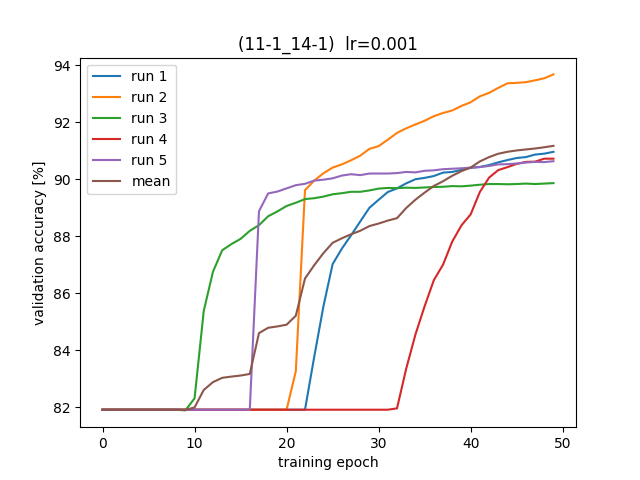 (11-1_14-1)  lr=0.001
validation accuracy [%]
94
92
90
88
86
84
82
run 1
run 2
run 3
run 4
run 5
mean
0
10
20
30
40
50
training epoch